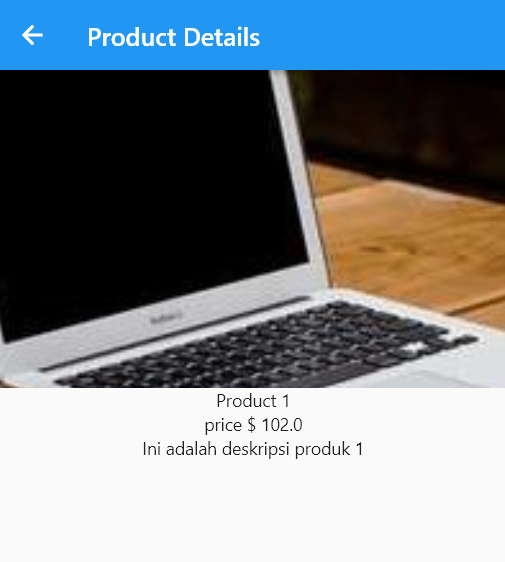 Product Details
Product 1
price $ 102.0
Ini adalah deskripsi produk 1